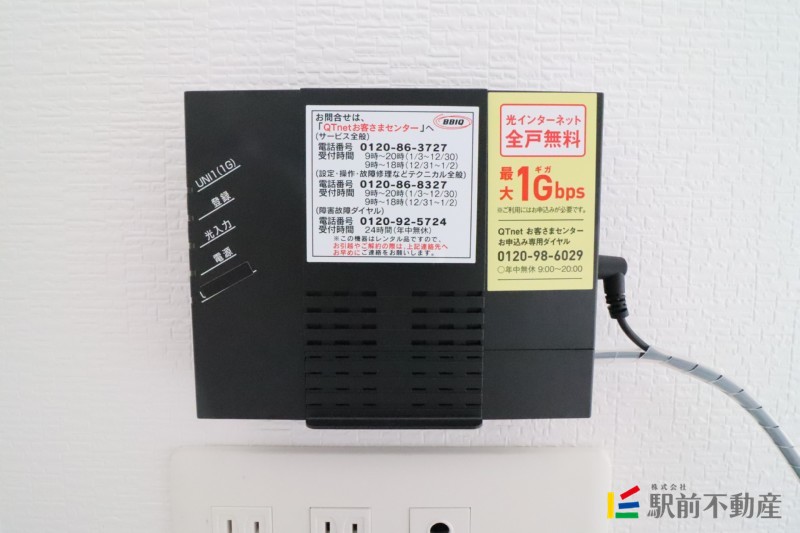 UNI1(1G)
登録
光入力
電源
お問合せは、
「QTnetお客さまセンター」へ
BBIQ
(サービス全般)
電話番号 0120-86-3727
受付時間 9時～20時(1/3～12/30)
9時～18時(12/31～1/2)
(設定・操作・故障修理などテクニカル全般)
電話番号 0120-86-8327
受付時間 9時～20時(1/3～12/30)
9時～18時(12/31～1/2)
(障害故障ダイヤル)
電話番号 0120-92-5724
受付時間 24時間(年中無休)
※この機器はレンタル品ですので、
お引越やご解約の際は、上記連絡先へ
お早めにご連絡をお願いします。
光インターネット
全戸無料
最大1Gbps
ギガ
※ご利用にはお申込みが必要です。
QTnet お客さまセンター
お申込み専用ダイヤル
0120-98-6029
○年中無休 9:00～20:00
株式会社
駅前不動産